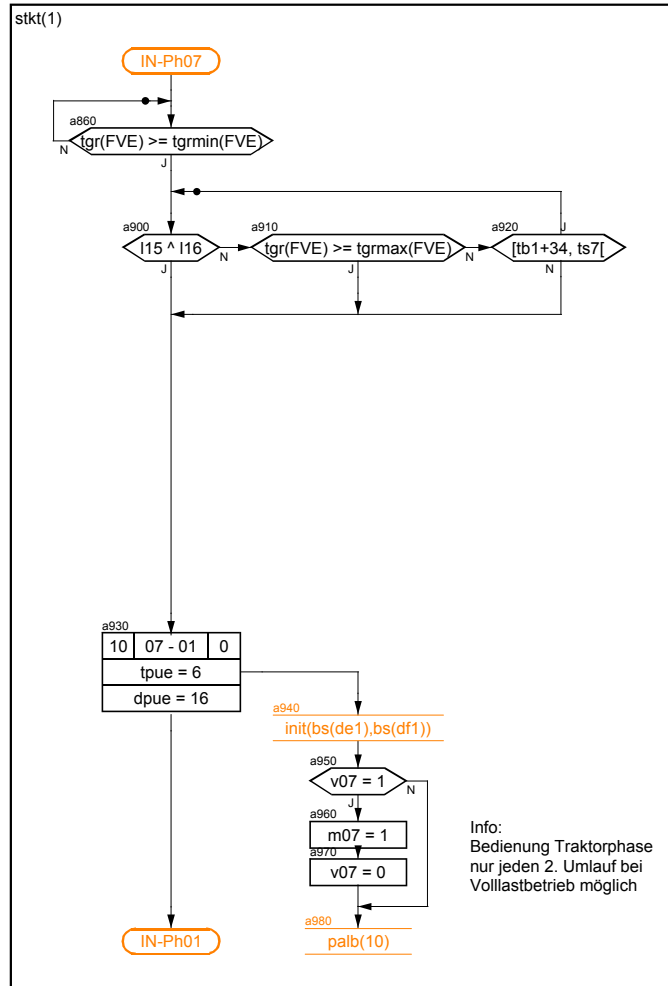 stkt(1)
IN-Ph07
a860
tgr(FVE) >= tgrmin(FVE)
N
J
a900
l15 ^ l16
N
J
a910
tgr(FVE) >= tgrmax(FVE)
N
J
a920
[tb1+34, ts7[
J
N
a930
10 07 - 01 0
tpue = 6
dpue = 16
a940
init(bs(de1),bs(df1))
a950
v07 = 1
N
J
a960
m07 = 1
a970
v07 = 0
Info:
Bedienung Traktorphase
nur jeden 2. Umlauf bei
Volllastbetrieb möglich
IN-Ph01
a980
palb(10)